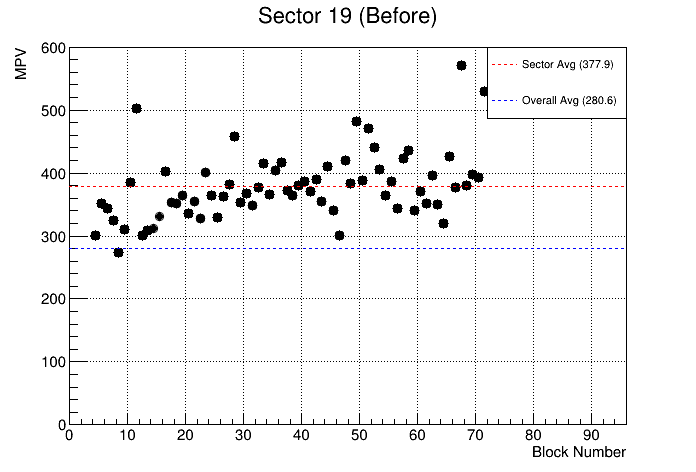 Sector 19 (Before)
MPV
600
500
400
300
200
100
0
Sector Avg (377.9)
Overall Avg (280.6)
0 10 20 30 40 50 60 70 80 90
Block Number